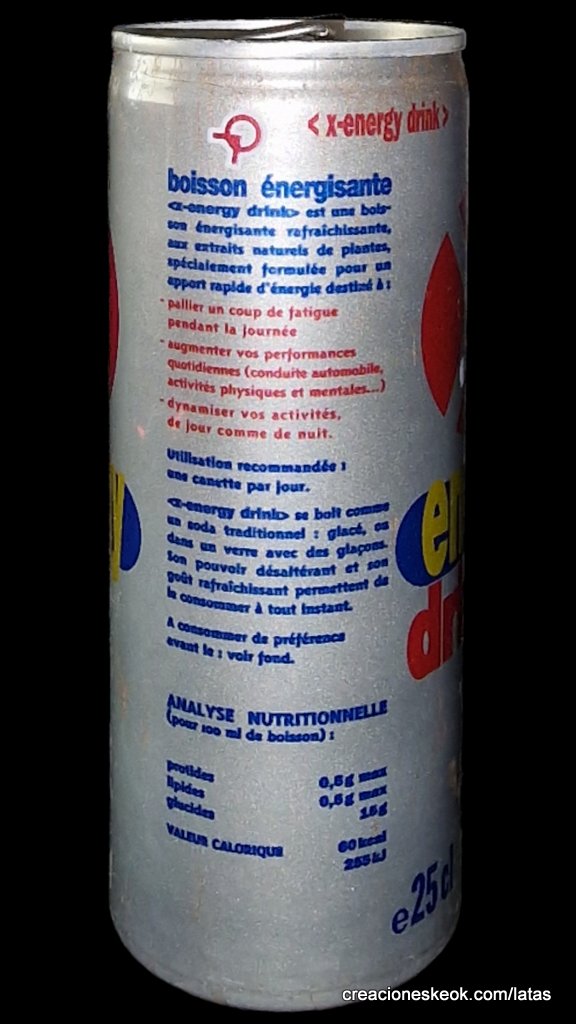 < x-energy drink >
boisson énergisante
<x-energy drink> est une bois-
son énergisante rafraîchissante,
aux extraits naturels de plantes,
spécialement formulée pour un
apport rapide d'énergie destiné à :
- pallier un coup de fatigue
pendant la journée
- augmenter vos performances
quotidiennes (conduite automobile,
activités physiques et mentales...)
- dynamiser vos activités,
de jour comme de nuit.
Utilisation recommandée :
une canette par jour.
<x-energy drink> se boit comme
un soda traditionnel : glacé, ou
dans un verre avec des glaçons.
Son pouvoir désaltérant et son
goût rafraîchissant permettent de
le consommer à tout instant.
A consommer de préférence
avant le : voir fond.
ANALYSE NUTRITIONNELLE
(pour 100 ml de boisson) :
protides 0,5g max
lipides 0,5g max
glucides 15g
VALEUR CALORIQUE 60 kcal
255 kJ
e 25 cl
en
dri
y
creacioneskeok.com/latas